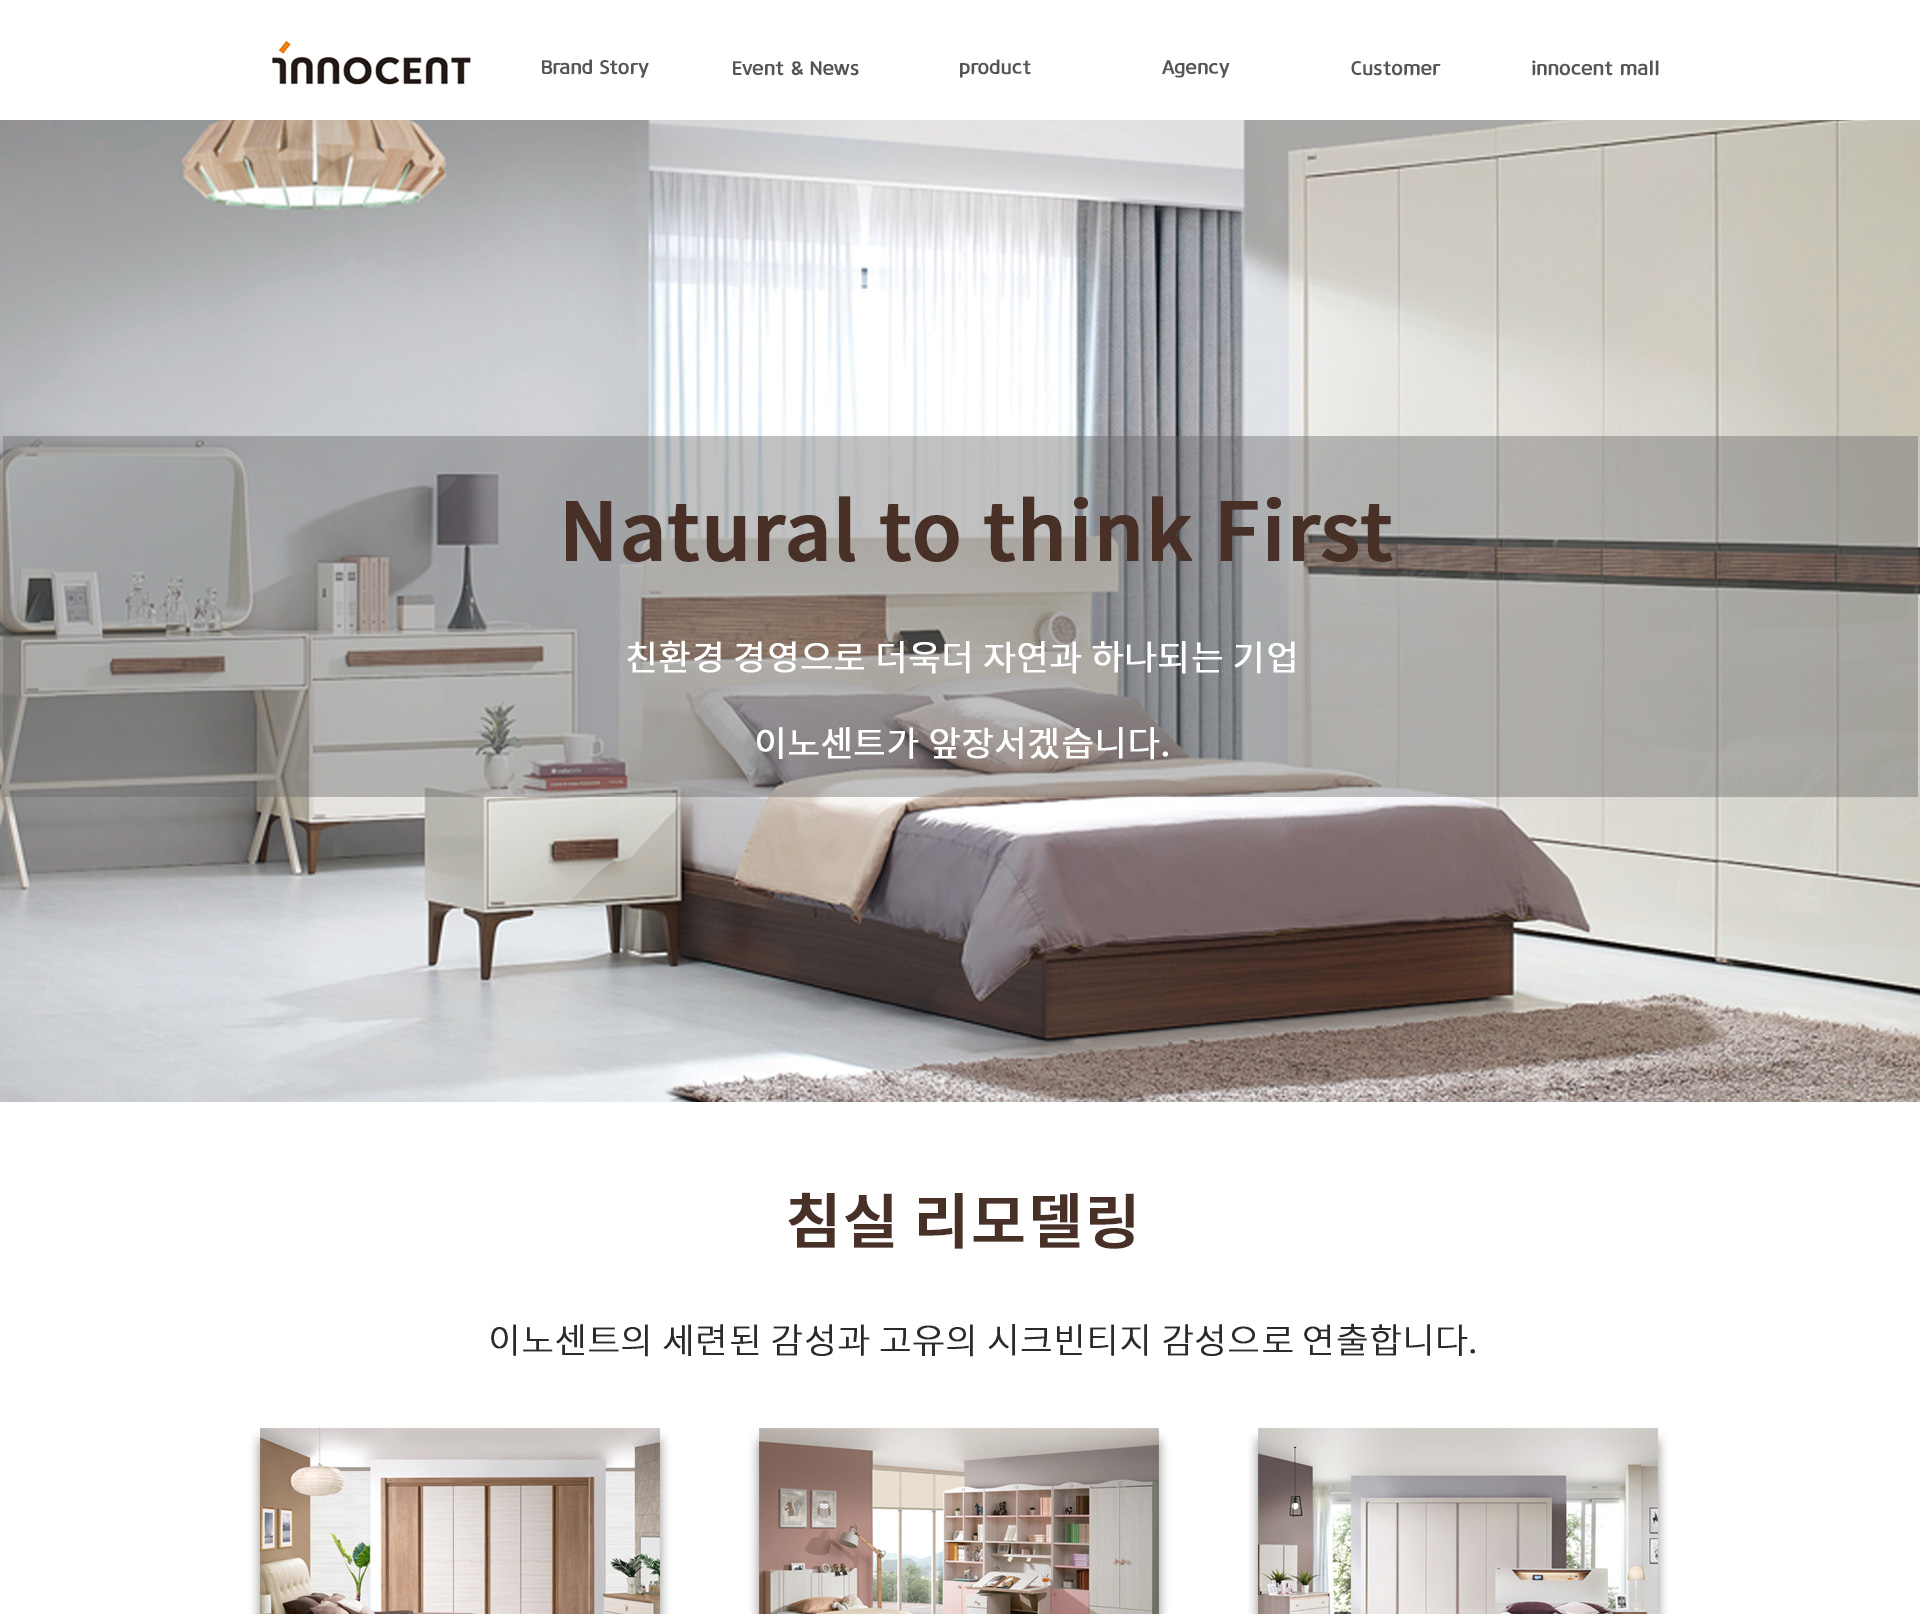 innocent
Brand Story
Event & News
product
Agency
Customer
innocent mall
Natural to think First
친환경 경영으로 더욱더 자연과 하나되는 기업
이노센트가 앞장서겠습니다.
침실 리모델링
이노센트의 세련된 감성과 고유의 시크빈티지 감성으로 연출합니다.